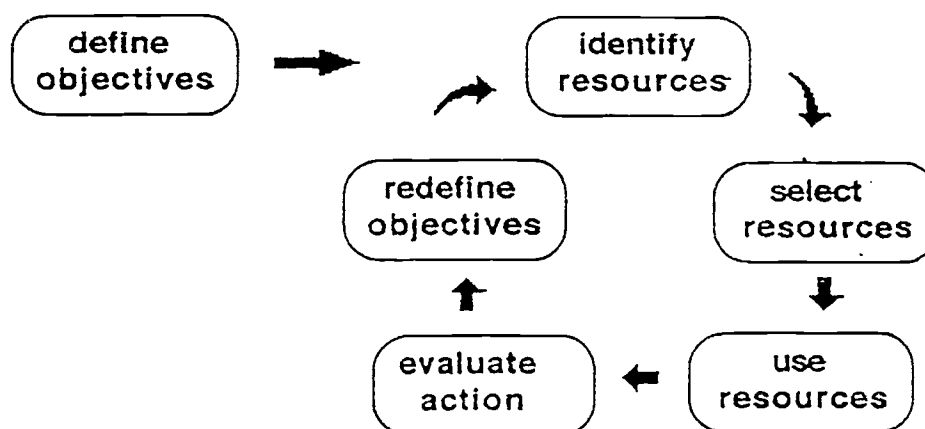 define
objectives
identify
resources
select
resources
use
resources
evaluate
action
redefine
objectives